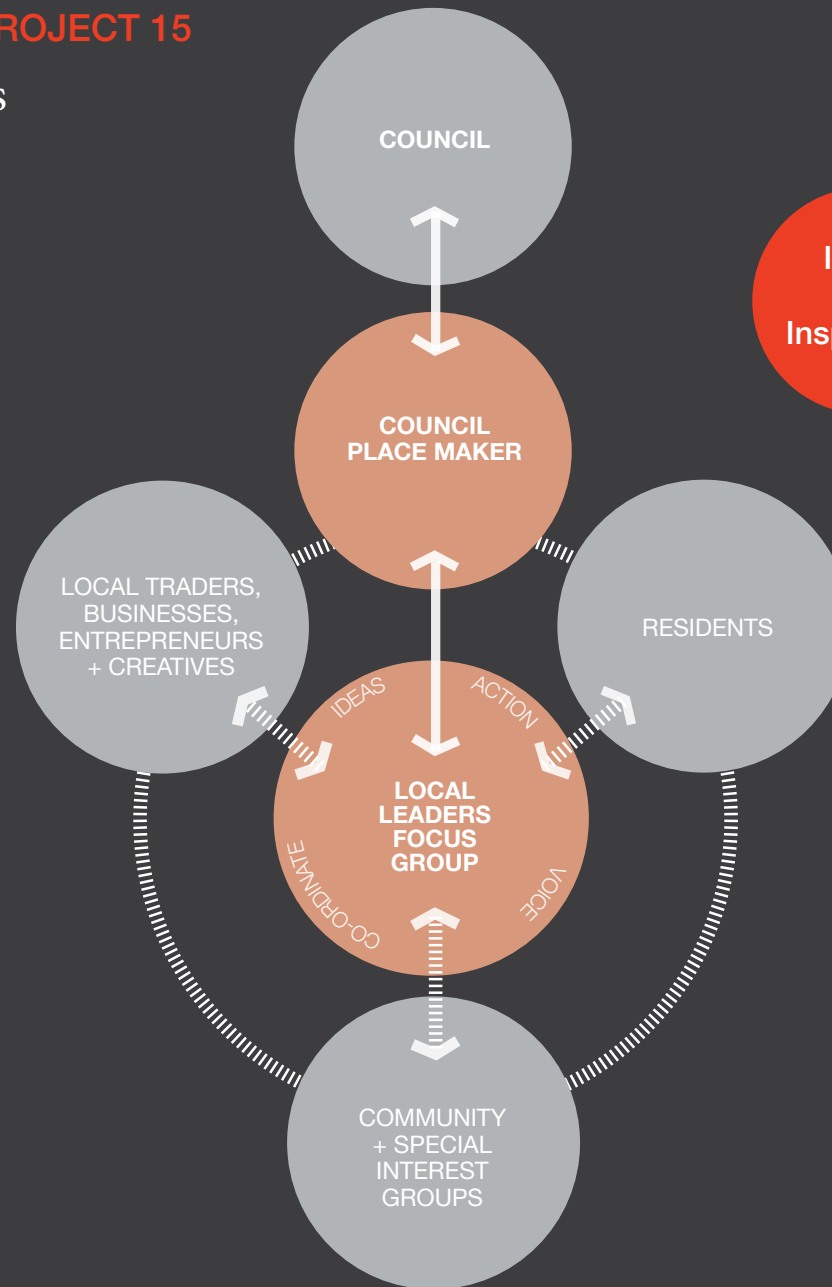 ROJECT 15
s
COUNCIL
I
Insp
COUNCIL
PLACE MAKER
LOCAL TRADERS,
BUSINESSES,
ENTREPRENEURS
+ CREATIVES
RESIDENTS
IDEAS
ACTION
LOCAL
LEADERS
FOCUS
GROUP
CO-ORDINATE
VOICE
COMMUNITY
+ SPECIAL
INTEREST
GROUPS